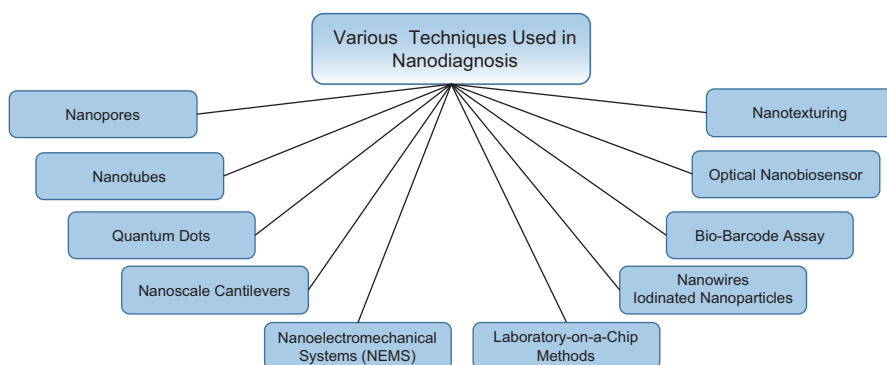 Various Techniques Used in
Nanodiagnosis
Nanopores
Nanotubes
Quantum Dots
Nanoscale Cantilevers
Nanoelectromechanical
Systems (NEMS)
Laboratory-on-a-Chip
Methods
Nanowires
Iodinated Nanoparticles
Bio-Barcode Assay
Optical Nanobiosensor
Nanotexturing